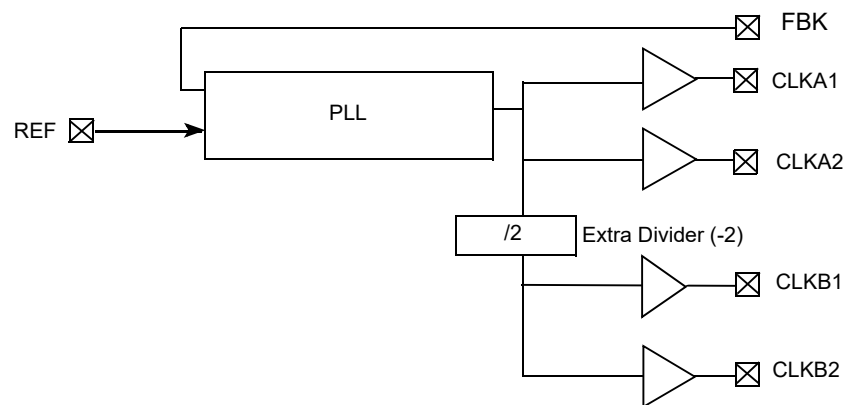 FBK
PLL
CLKA1
REF
CLKA2
/2
Extra Divider (-2)
CLKB1
CLKB2